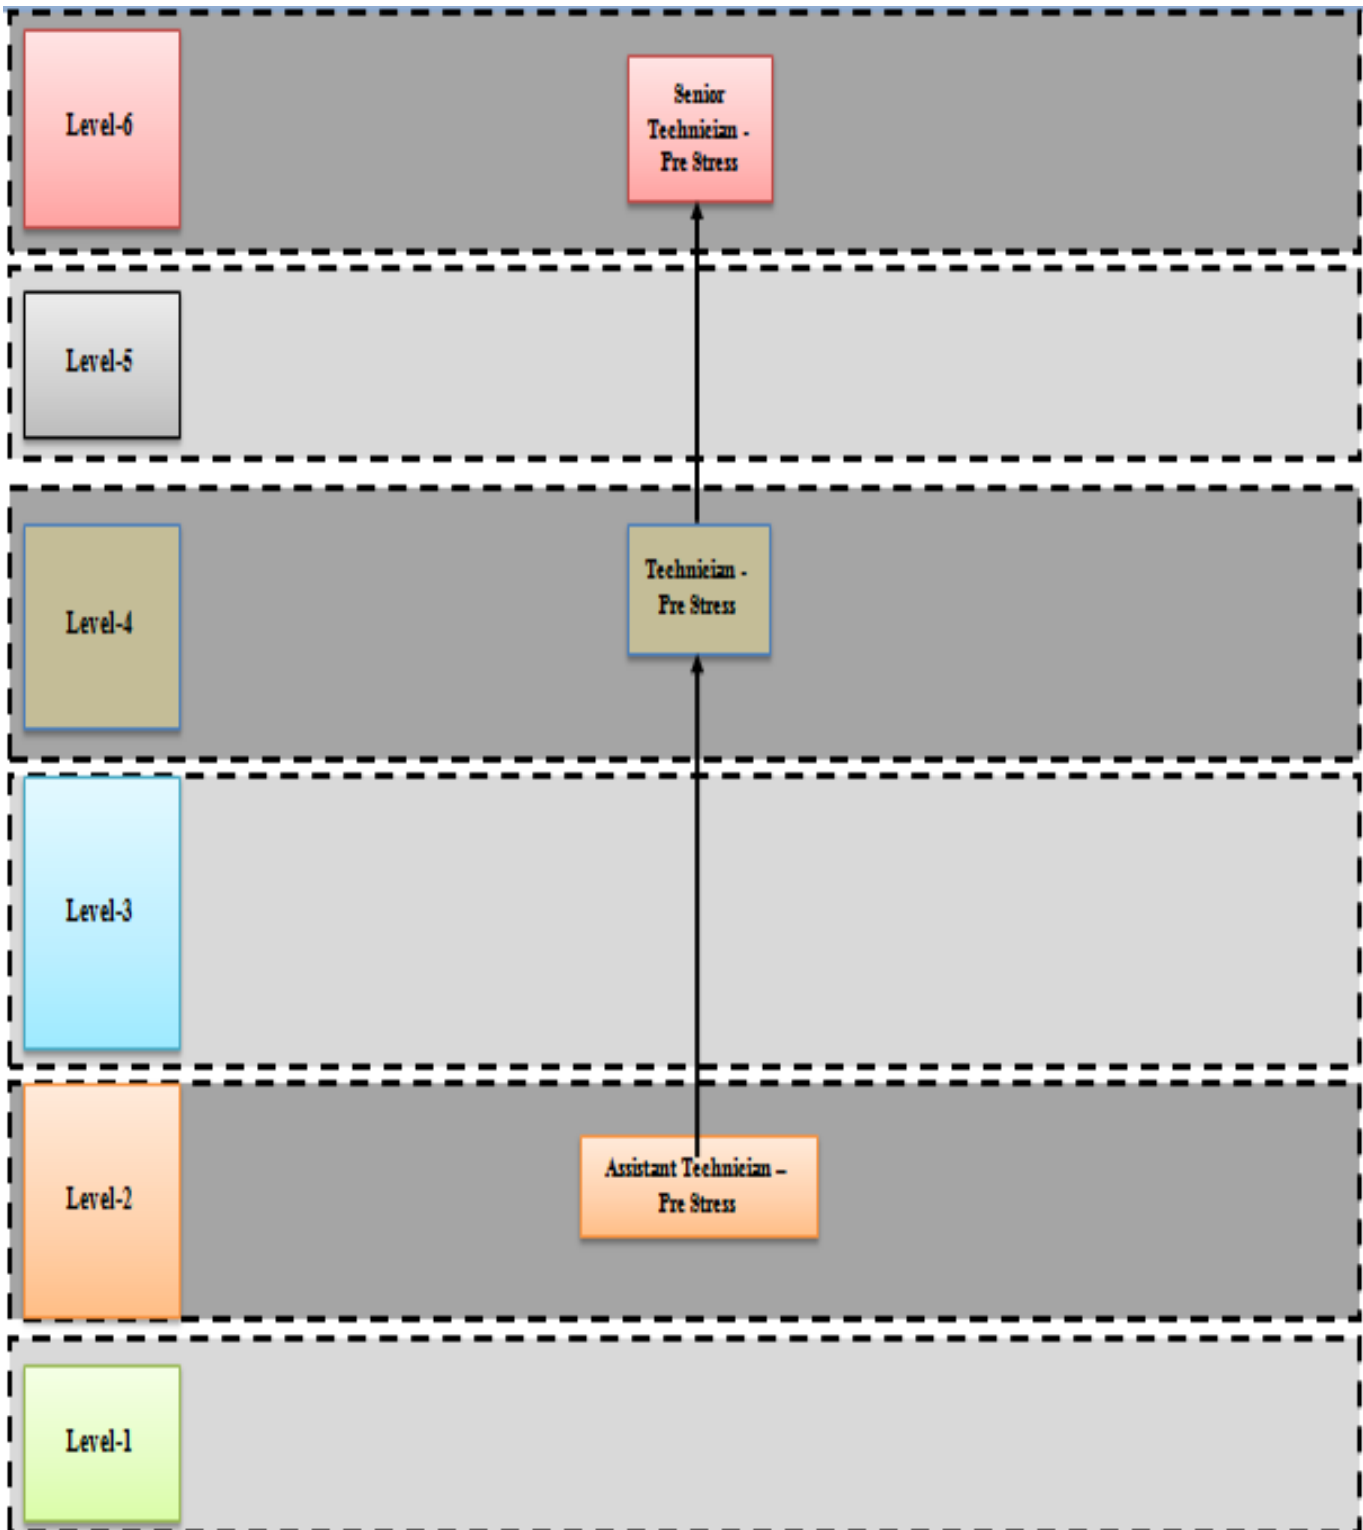 Level-6
Senior
Technician -
Pre Stress
Level-5
Level-4
Technician -
Pre Stress
Level-3
Level-2
Assistant Technician –
Pre Stress
Level-1